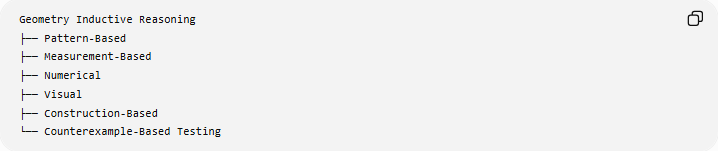 Geometry Inductive Reasoning
├── Pattern-Based
├── Measurement-Based
├── Numerical
├── Visual
├── Construction-Based
└── Counterexample-Based Testing